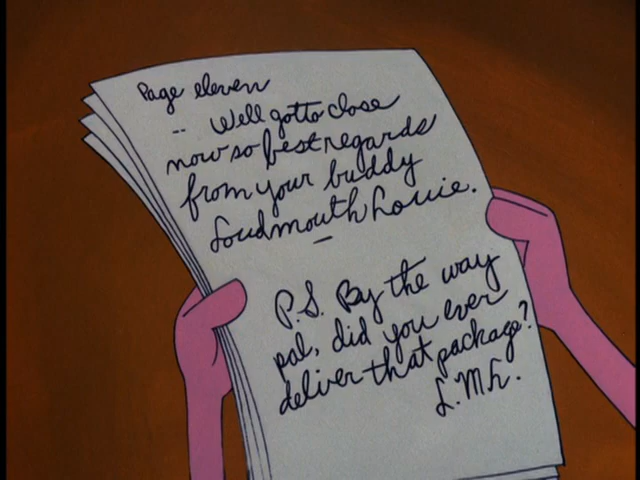 Page eleven
-- Well gotta close
now so best regards
from your buddy
Loudmouth Louie.
P.S. By the way
pal, did you ever
deliver that package?
L.M.L.